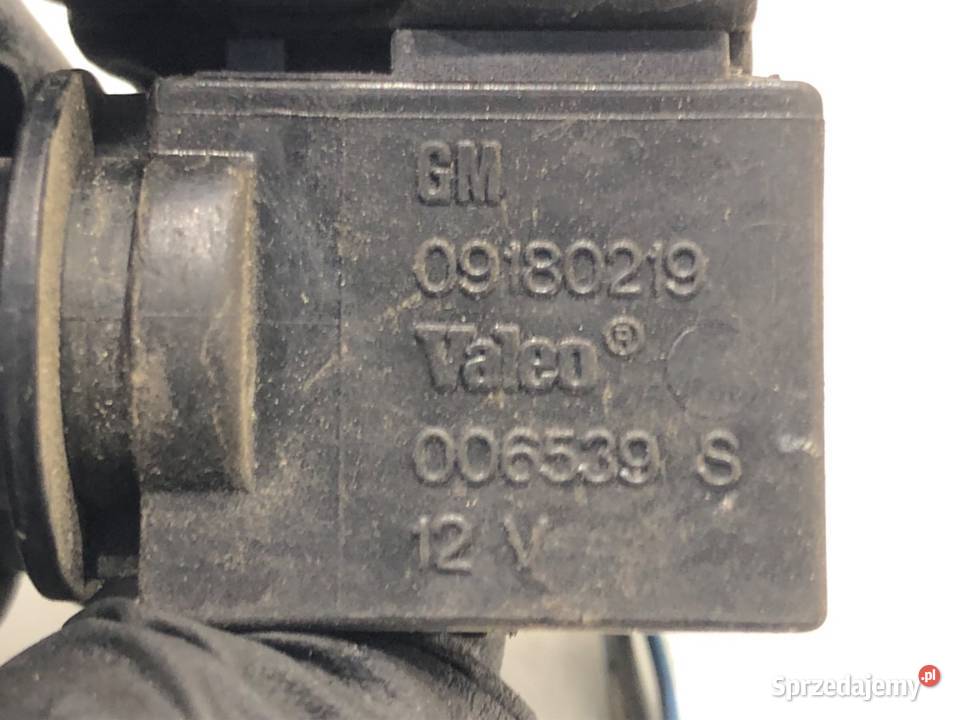 GM
09180219
Valeo®
006539 S
12 V
Sprzedajemy.pl